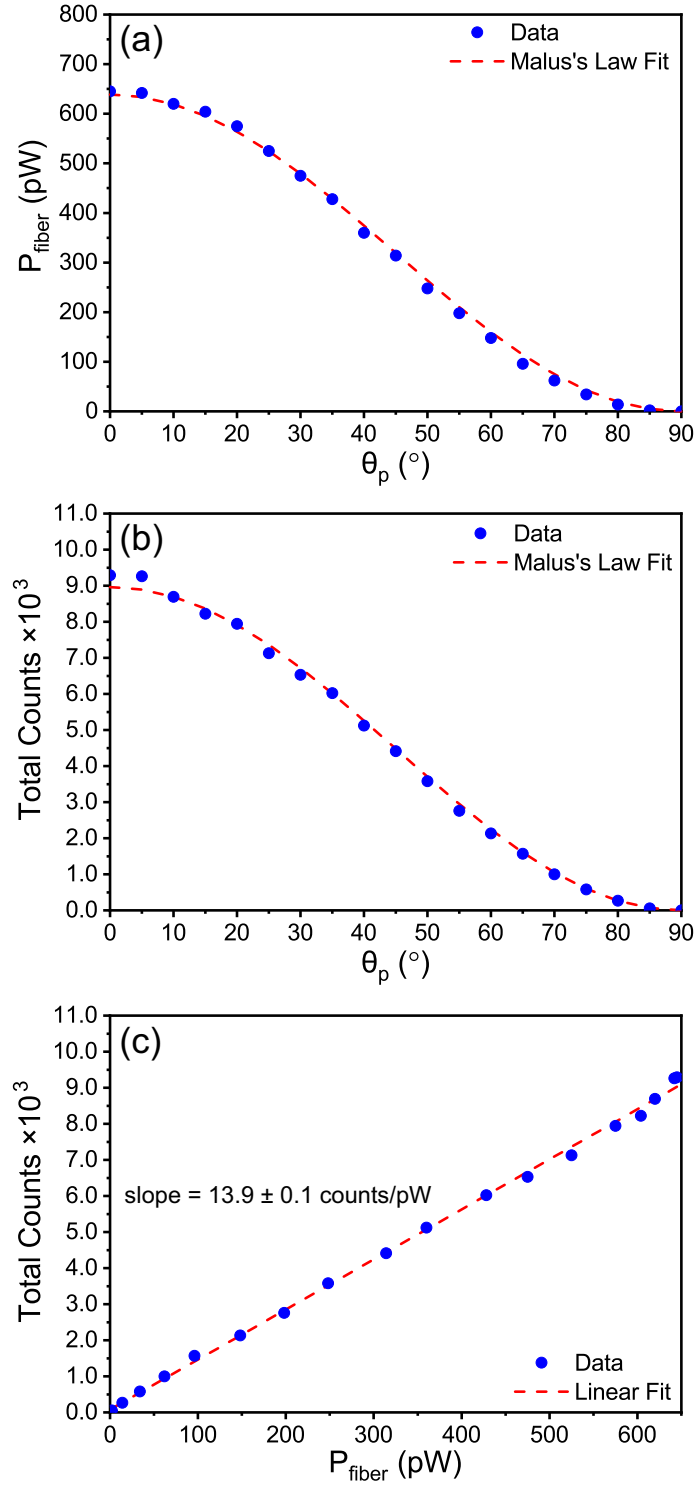 (a)
Data
Malus's Law Fit
800
700
600
500
400
300
200
100
0
P_fiber (pW)
0 10 20 30 40 50 60 70 80 90
θ_p (°)
(b)
Data
Malus's Law Fit
11.0
10.0
9.0
8.0
7.0
6.0
5.0
4.0
3.0
2.0
1.0
0.0
Total Counts ×10³
0 10 20 30 40 50 60 70 80 90
θ_p (°)
(c)
11.0
10.0
9.0
8.0
7.0
6.0
5.0
4.0
3.0
2.0
1.0
0.0
Total Counts ×10³
slope = 13.9 ± 0.1 counts/pW
Data
Linear Fit
0 100 200 300 400 500 600
P_fiber (pW)